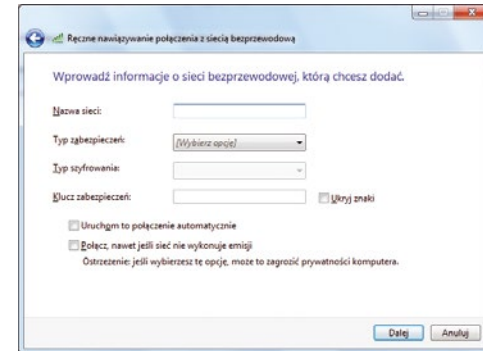 Ręczne nawiązywanie połączenia z siecią bezprzewodową
Wprowadź informacje o sieci bezprzewodowej, którą chcesz dodać.
Nazwa sieci:
Typ zabezpieczeń: [Wybierz opcję]
Typ szyfrowania:
Klucz zabezpieczeń: Ukryj znaki
Uruchom to połączenie automatycznie
Połącz, nawet jeśli sieć nie wykonuje emisji
Ostrzeżenie: jeśli wybierzesz tę opcję, może to zagrozić prywatności komputera.
Dalej Anuluj